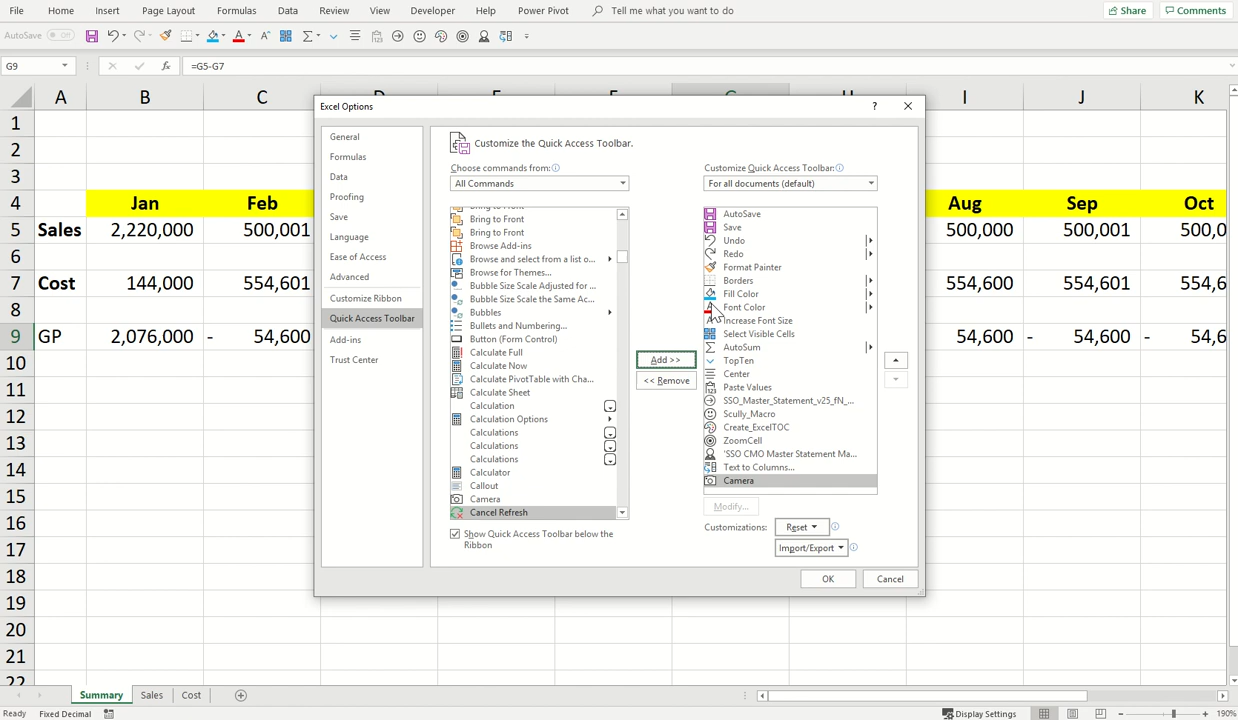 File Home Insert Page Layout Formulas Data Review View Developer Help Power Pivot Tell me what you want to do Share Comments
AutoSave Off
G9 fx =G5-G7
A B C I J K
Excel Options ?
1
2
3
4 Jan Feb Aug Sep Oct
5 Sales 2,220,000 500,001 500,000 500,001 500,0
6
7 Cost 144,000 554,601 554,600 554,601 554,6
8
9 GP 2,076,000 - 54,600 54,600 - 54,600 - 54,6
10
11
12
13
14
15
16
17
18
19
20
21
22
General
Formulas
Data
Proofing
Save
Language
Ease of Access
Advanced
Customize Ribbon
Quick Access Toolbar
Add-ins
Trust Center
Customize the Quick Access Toolbar.
Choose commands from:
All Commands
Bring to Front
Bring to Front
Bring to Front
Browse Add-ins
Browse and select from a list o...
Browse for Themes...
Bubble Size Scale Adjusted for ...
Bubble Size Scale the Same Ac...
Bubbles
Bullets and Numbering...
Button (Form Control)
Calculate Full
Calculate Now
Calculate PivotTable with Cha...
Calculate Sheet
Calculation
Calculation Options
Calculations
Calculations
Calculations
Calculator
Callout
Camera
Cancel Refresh
Show Quick Access Toolbar below the
Ribbon
Add >>
<< Remove
Customize Quick Access Toolbar:
For all documents (default)
AutoSave
Save
Undo
Redo
Format Painter
Borders
Fill Color
Font Color
Increase Font Size
Select Visible Cells
AutoSum
TopTen
Center
Paste Values
SSO_Master_Statement_v25_fN_...
Scully_Macro
Create_ExcelTOC
ZoomCell
'SSO CMO Master Statement Ma...
Text to Columns...
Camera
Modify...
Customizations: Reset
Import/Export
OK Cancel
Summary Sales Cost
Ready Fixed Decimal Display Settings 190%